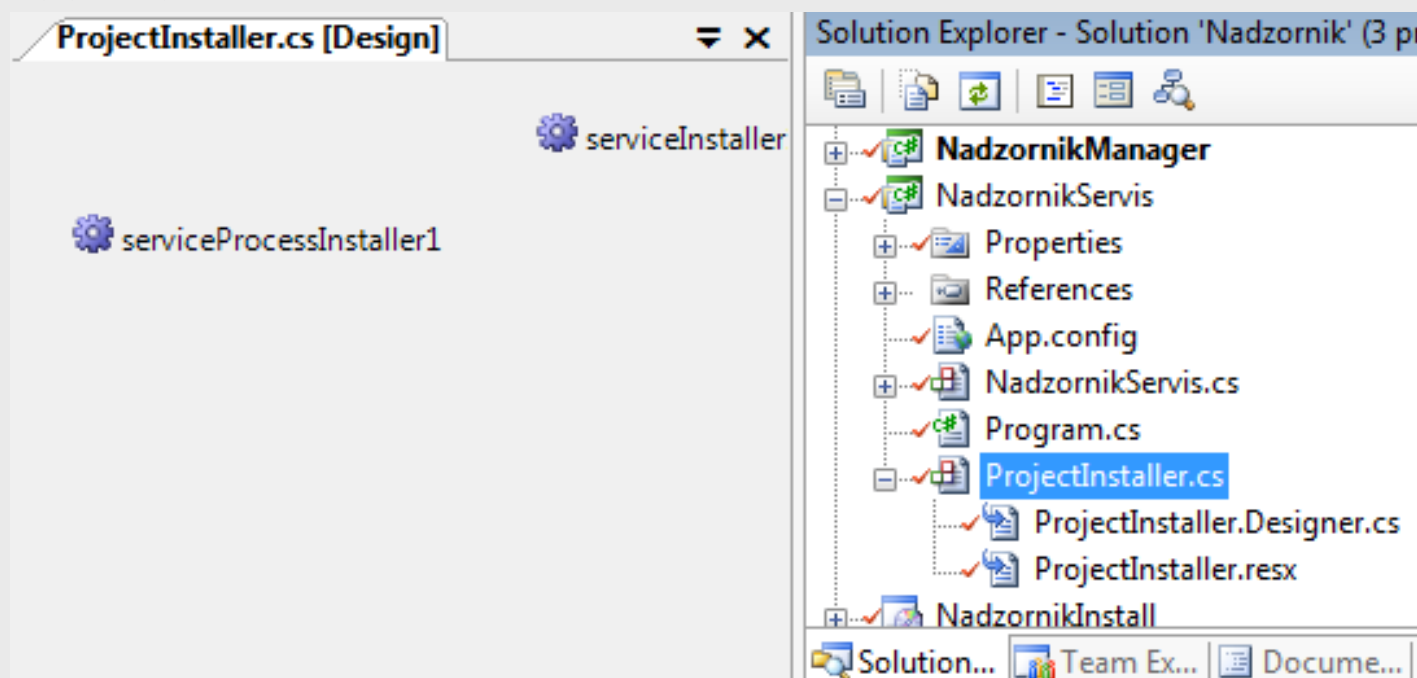 ProjectInstaller.cs [Design]
serviceInstaller
serviceProcessInstaller1
Solution Explorer - Solution 'Nadzornik' (3 pr
NadzornikManager
NadzornikServis
Properties
References
App.config
NadzornikServis.cs
Program.cs
ProjectInstaller.cs
ProjectInstaller.Designer.cs
ProjectInstaller.resx
NadzornikInstall
Solution... Team Ex... Docume...